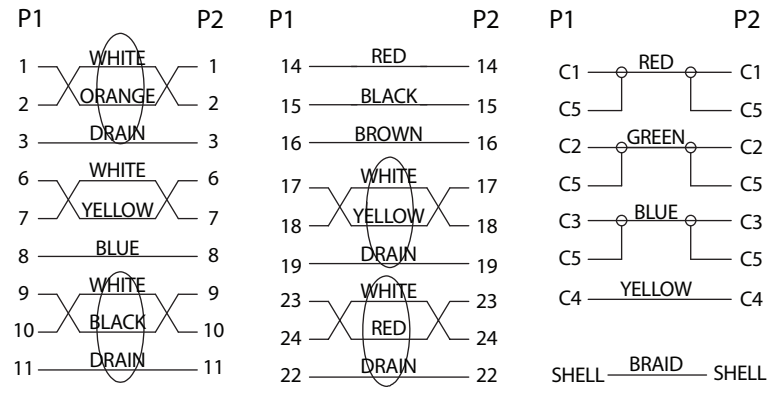 P1 P2
1 WHITE 1
2 ORANGE 2
3 DRAIN 3
6 WHITE 6
7 YELLOW 7
8 BLUE 8
9 WHITE 9
10 BLACK 10
11 DRAIN 11
P1 P2
14 RED 14
15 BLACK 15
16 BROWN 16
17 WHITE 17
18 YELLOW 18
19 DRAIN 19
23 WHITE 23
24 RED 24
22 DRAIN 22
P1 P2
C1 RED C1
C5 C5
C2 GREEN C2
C5 C5
C3 BLUE C3
C5 C5
C4 YELLOW C4
SHELL BRAID SHELL